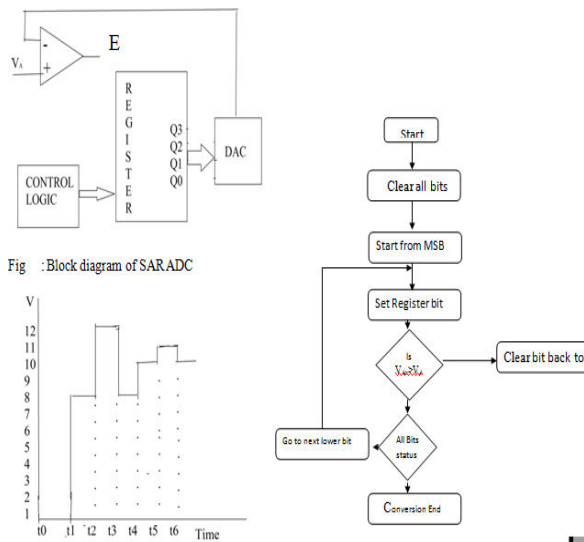 E
-
VA
+
R
E
G
I
S
T
E
R
Q3
Q2
Q1
Q0
DAC
CONTROL
LOGIC
Fig : Block diagram of SAR ADC
V
12
11
10
9
8
7
6
5
4
3
2
1
t0 t1 t2 t3 t4 t5 t6 Time
Start
Clear all bits
Start from MSB
Set Register bit
Is
Clear bit back to
All Bits
status
Go to next lower bit
Conversion End